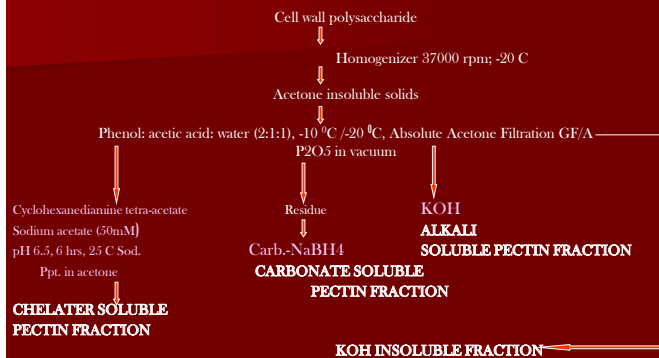 Cell wall polysaccharide
Homogenizer 37000 rpm; -20 C
Acetone insoluble solids
Phenol: acetic acid: water (2:1:1), -10 ⁰C /-20 ⁰C, Absolute Acetone Filtration GF/A
P2O5 in vacuum
Cyclohexanediamine tetra-acetate
Sodium acetate (50mM)
pH 6.5, 6 hrs, 25 C Sod.
Ppt. in acetone
CHELATER SOLUBLE
PECTIN FRACTION
Residue
Carb.-NaBH4
CARBONATE SOLUBLE
PECTIN FRACTION
KOH
ALKALI
SOLUBLE PECTIN FRACTION
KOH INSOLUBLE FRACTION